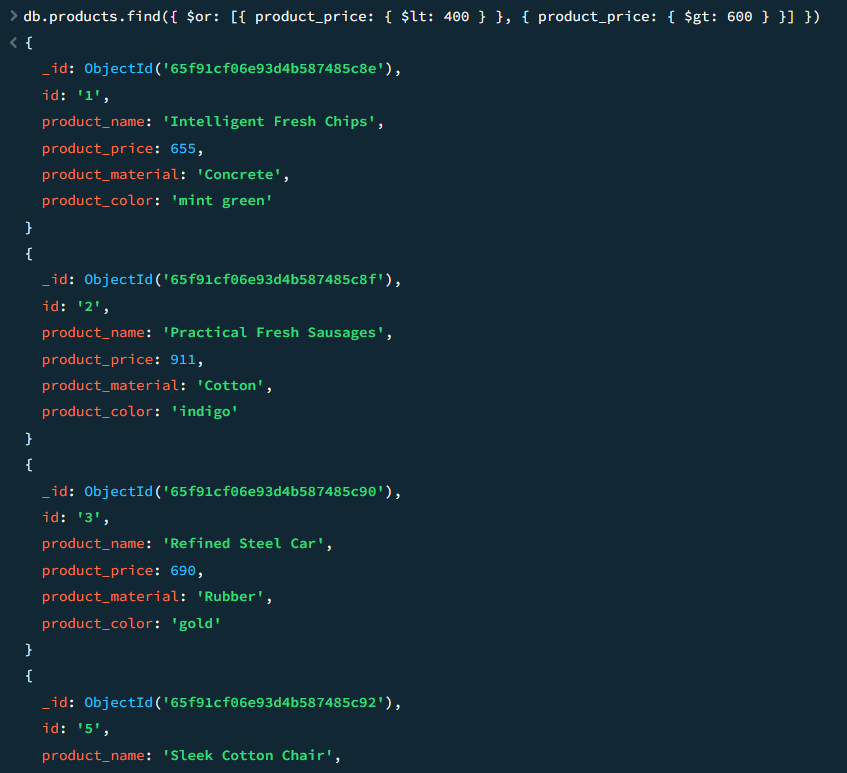 db.products.find({ $or: [{ product_price: { $lt: 400 } }, { product_price: { $gt: 600 } }] })
{
_id: ObjectId('65f91cf06e93d4b587485c8e'),
id: '1',
product_name: 'Intelligent Fresh Chips',
product_price: 655,
product_material: 'Concrete',
product_color: 'mint green'
}
{
_id: ObjectId('65f91cf06e93d4b587485c8f'),
id: '2',
product_name: 'Practical Fresh Sausages',
product_price: 911,
product_material: 'Cotton',
product_color: 'indigo'
}
{
_id: ObjectId('65f91cf06e93d4b587485c90'),
id: '3',
product_name: 'Refined Steel Car',
product_price: 690,
product_material: 'Rubber',
product_color: 'gold'
}
{
_id: ObjectId('65f91cf06e93d4b587485c92'),
id: '5',
product_name: 'Sleek Cotton Chair',